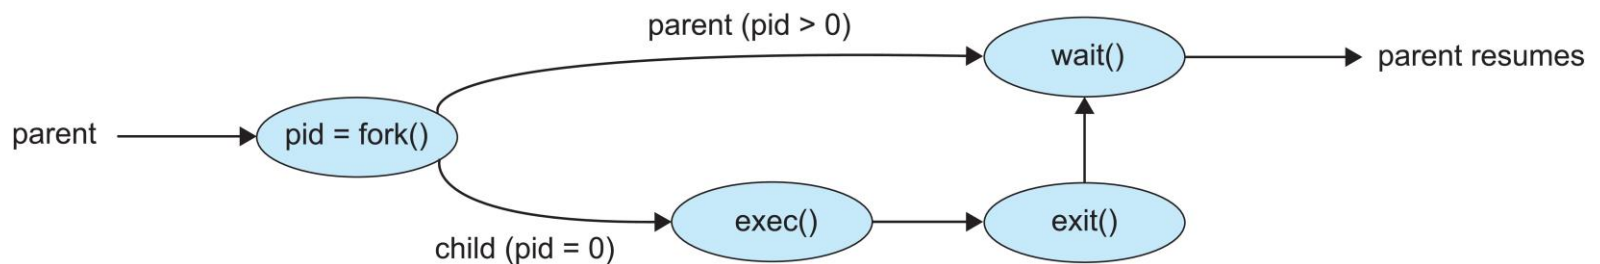 parent (pid > 0)
wait()
parent resumes
parent
pid = fork()
exec()
exit()
child (pid = 0)